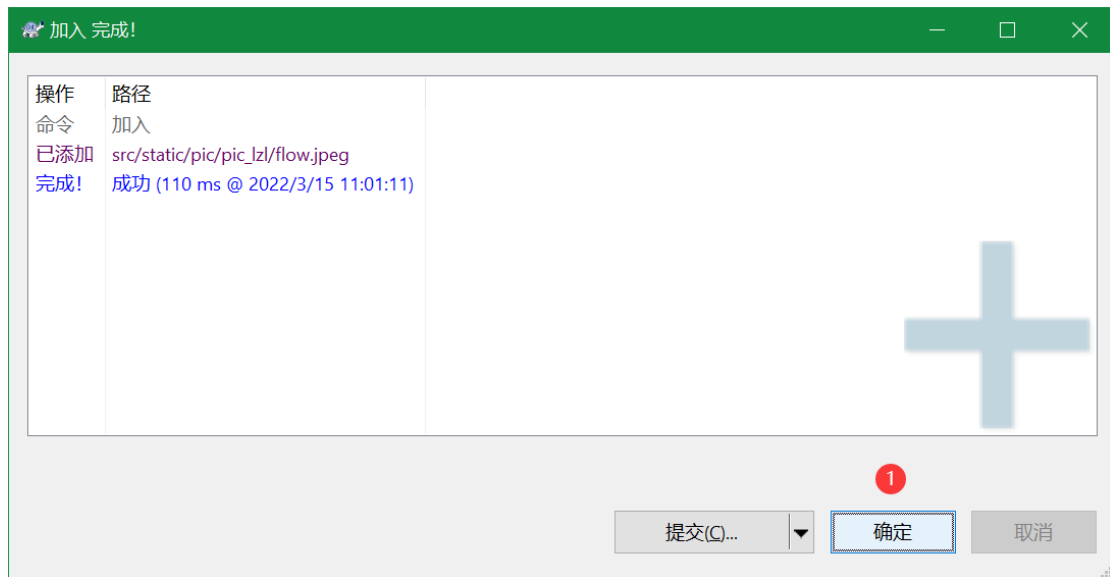 加入 完成!
操作 路径
命令 加入
已添加 src/static/pic/pic_lzl/flow.jpeg
完成! 成功 (110 ms @ 2022/3/15 11:01:11)
1
提交(C)... 确定 取消